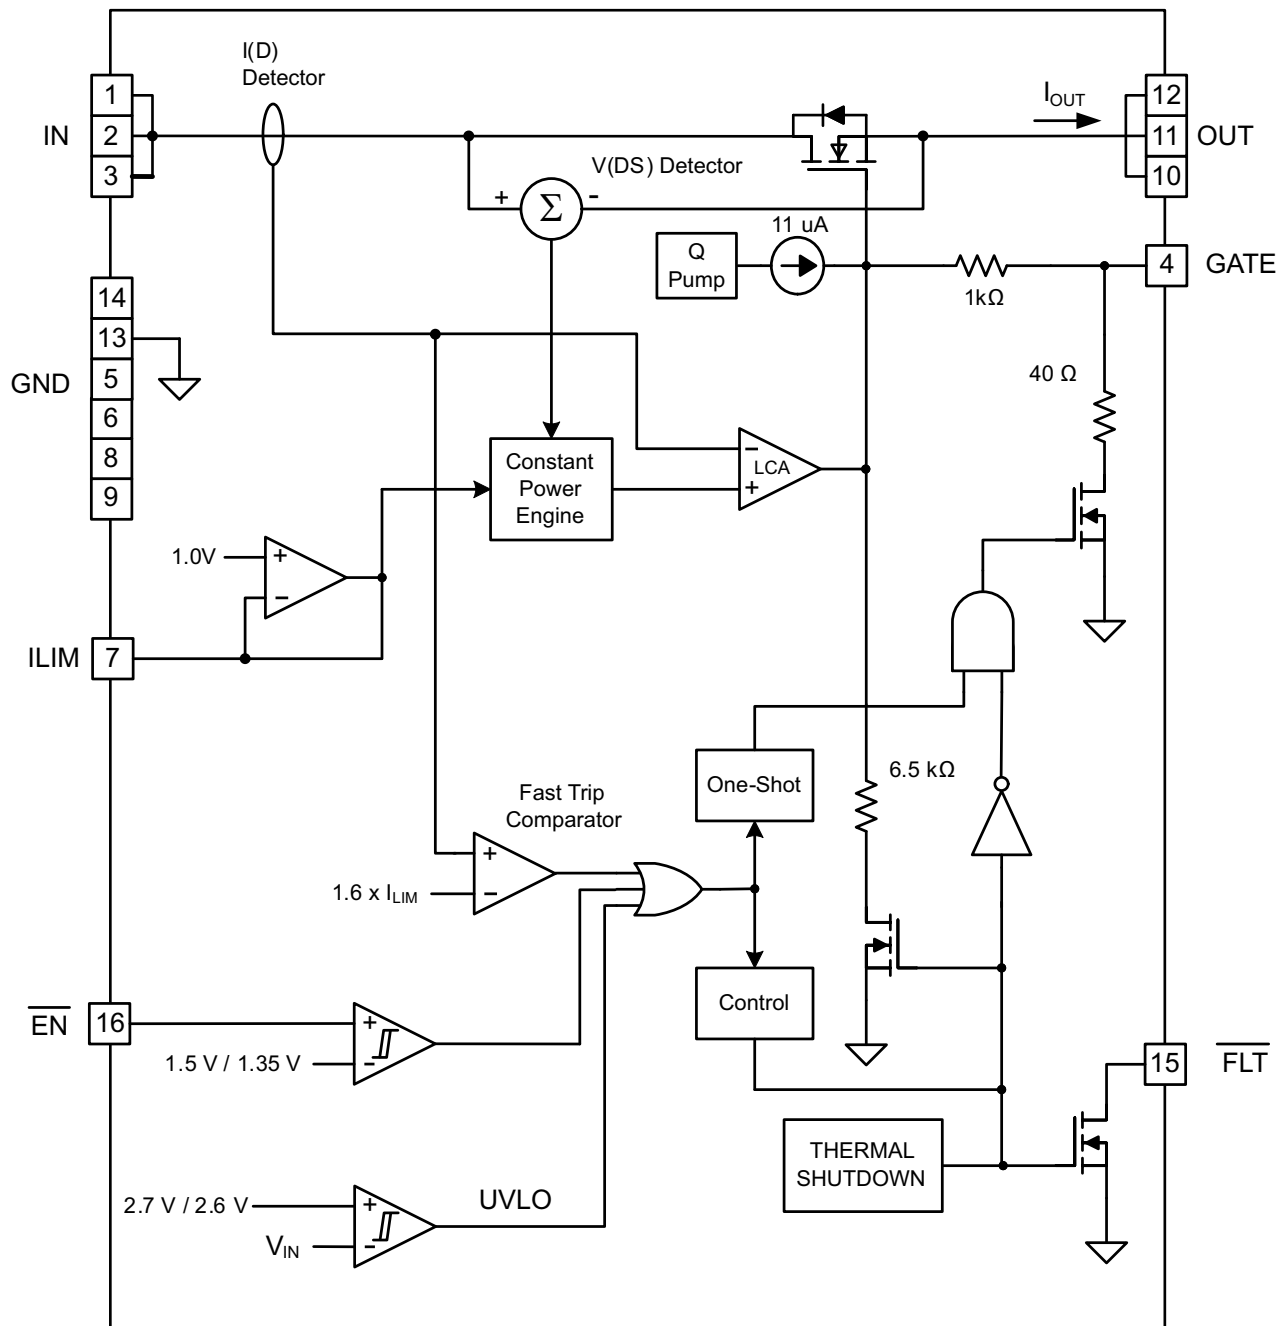 I(D)
Detector
1
2
3
IN
I_OUT
12
11
10
OUT
V(DS) Detector
+
Σ
-
11 uA
Q
Pump
1kΩ
4
GATE
14
13
5
6
8
9
GND
40 Ω
Constant
Power
Engine
−
LCA
+
1.0V
+
−
ILIM
7
One-Shot
6.5 kΩ
Fast Trip
Comparator
+
−
1.6 x I_LIM
Control
EN
16
+
−
1.5 V / 1.35 V
15
FLT
THERMAL
SHUTDOWN
2.7 V / 2.6 V
+
−
UVLO
V_IN